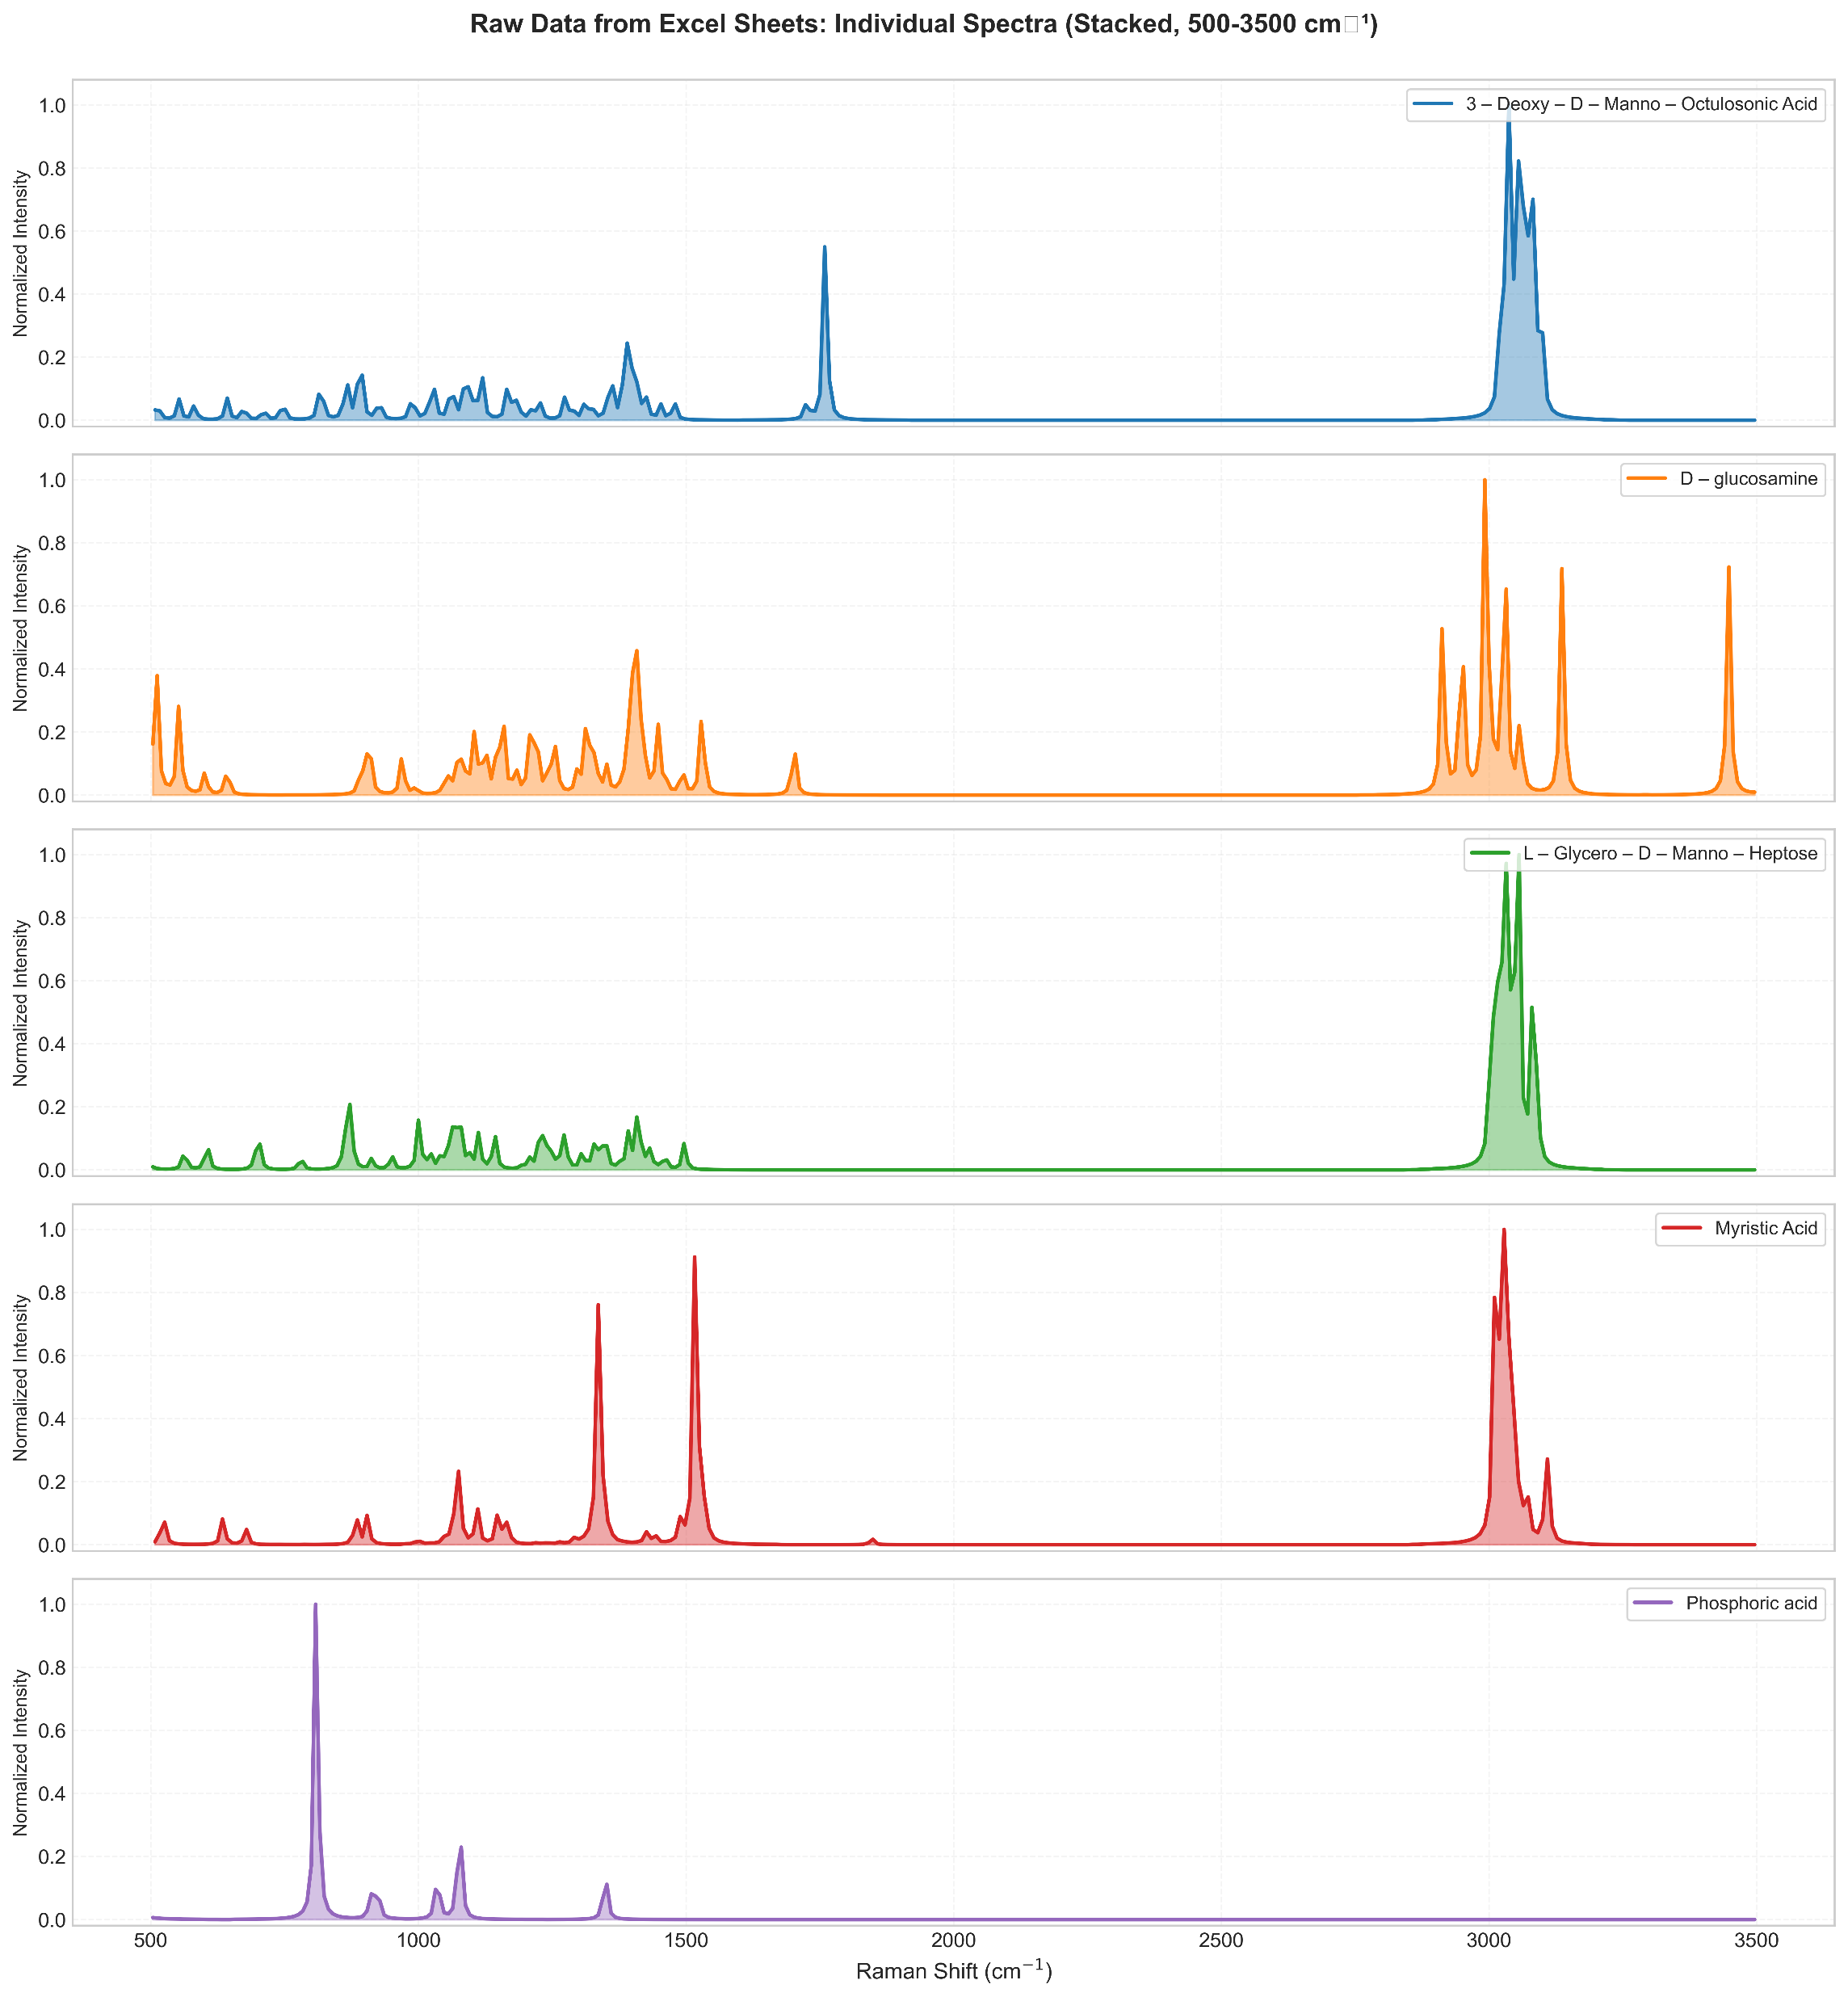 Raw Data from Excel Sheets: Individual Spectra (Stacked, 500-3500 cm□¹)
Normalized Intensity
1.0
0.8
0.6
0.4
0.2
0.0
3 – Deoxy – D – Manno – Octulosonic Acid
Normalized Intensity
1.0
0.8
0.6
0.4
0.2
0.0
D – glucosamine
Normalized Intensity
1.0
0.8
0.6
0.4
0.2
0.0
L – Glycero – D – Manno – Heptose
Normalized Intensity
1.0
0.8
0.6
0.4
0.2
0.0
Myristic Acid
Normalized Intensity
1.0
0.8
0.6
0.4
0.2
0.0
Phosphoric acid
500 1000 1500 2000 2500 3000 3500
Raman Shift (cm⁻¹)